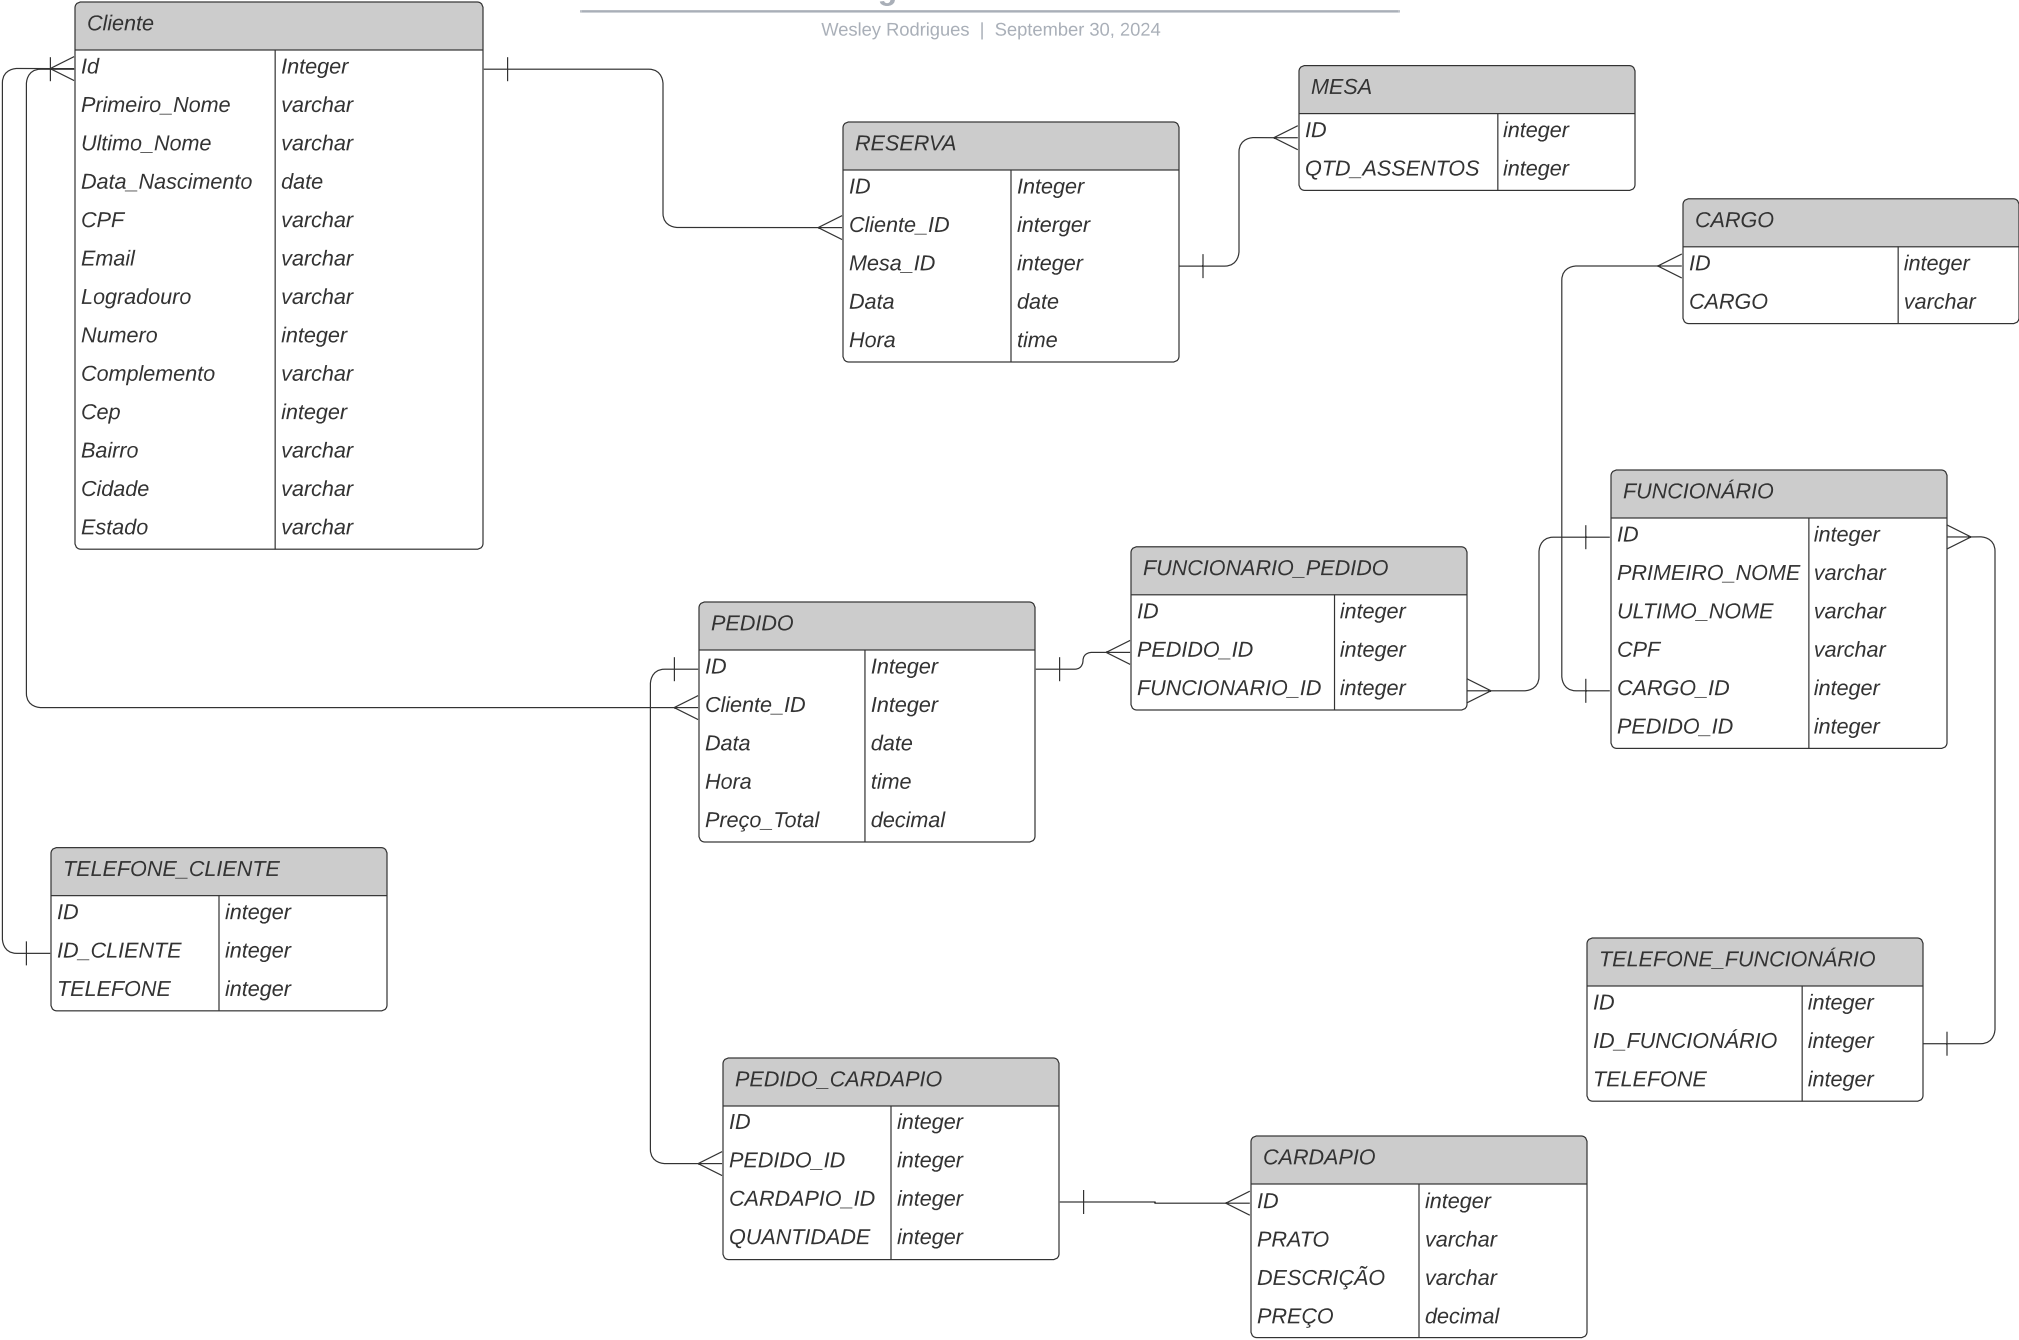 Wesley Rodrigues | September 30, 2024
Cliente
Id Integer
Primeiro_Nome varchar
Ultimo_Nome varchar
Data_Nascimento date
CPF varchar
Email varchar
Logradouro varchar
Numero integer
Complemento varchar
Cep integer
Bairro varchar
Cidade varchar
Estado varchar
RESERVA
ID Integer
Cliente_ID interger
Mesa_ID integer
Data date
Hora time
MESA
ID integer
QTD_ASSENTOS integer
CARGO
ID integer
CARGO varchar
FUNCIONÁRIO
ID integer
PRIMEIRO_NOME varchar
ULTIMO_NOME varchar
CPF varchar
CARGO_ID integer
PEDIDO_ID integer
FUNCIONARIO_PEDIDO
ID integer
PEDIDO_ID integer
FUNCIONARIO_ID integer
PEDIDO
ID Integer
Cliente_ID Integer
Data date
Hora time
Preço_Total decimal
TELEFONE_CLIENTE
ID integer
ID_CLIENTE integer
TELEFONE integer
TELEFONE_FUNCIONÁRIO
ID integer
ID_FUNCIONÁRIO integer
TELEFONE integer
PEDIDO_CARDAPIO
ID integer
PEDIDO_ID integer
CARDAPIO_ID integer
QUANTIDADE integer
CARDAPIO
ID integer
PRATO varchar
DESCRIÇÃO varchar
PREÇO decimal